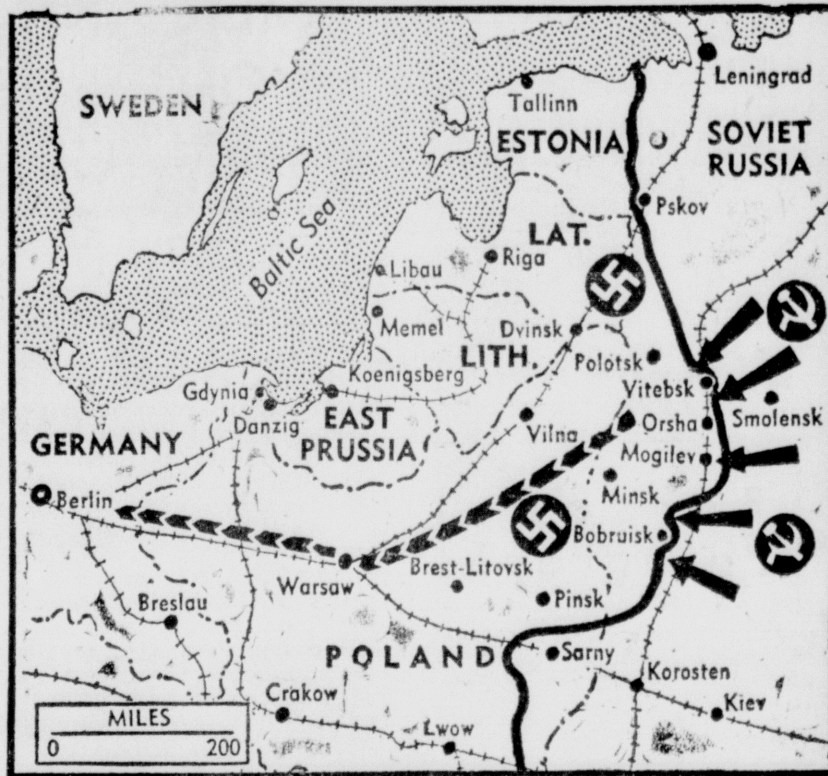 Leningrad
SWEDEN
Tallinn
ESTONIA
SOVIET
RUSSIA
Pskov
Baltic Sea
LAT.
Riga
Libau
Memel
Dvinsk
LITH.
Polotsk
Koenigsberg
Vitebsk
Gdynia
Danzig
EAST
PRUSSIA
Vilna
Orsha
Smolensk
GERMANY
Mogilev
Minsk
Berlin
Bobruisk
Warsaw
Brest-Litovsk
Pinsk
Breslau
POLAND
Sarny
Korosten
Crakow
Kiev
Lwow
MILES
0 200